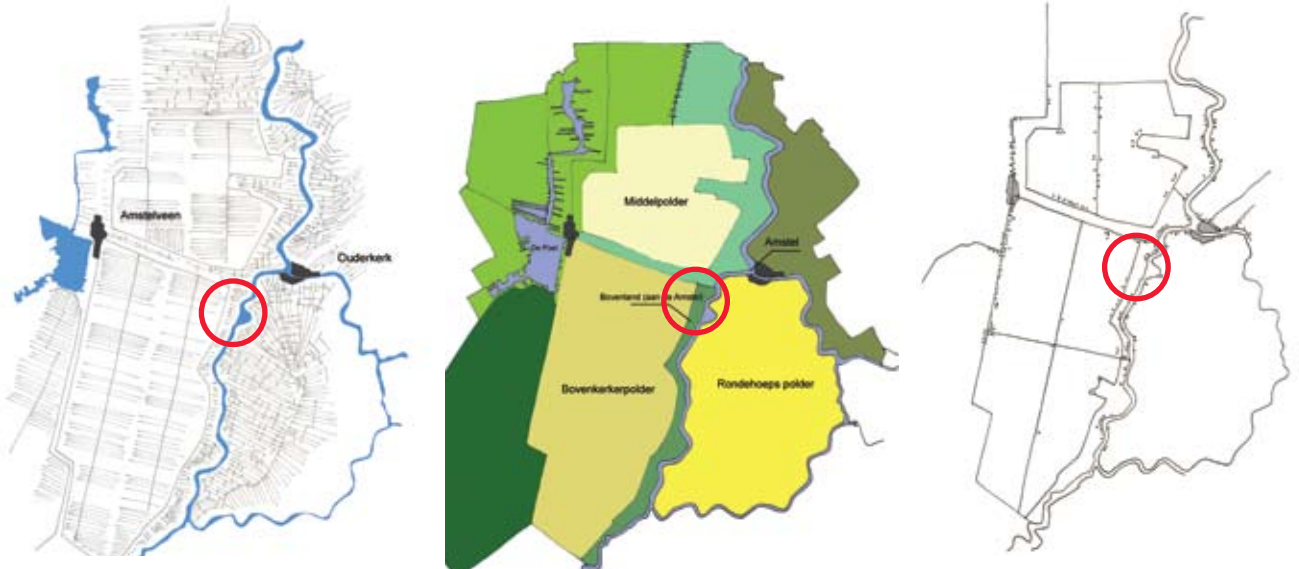 Amstelveen
Ouderkerk
Middelpolder
De Poel
Amstel
Bovenland (aan de Amstel)
Bovenkerkerpolder
Rondehoeps polder